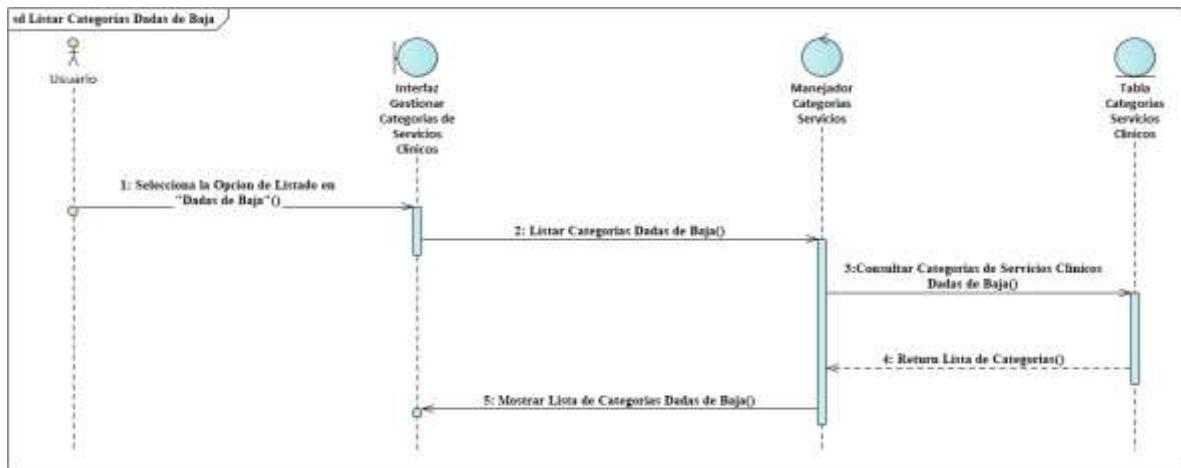 sd Listar Categorias Dadas de Baja
Usuario
Interfaz
Gestionar
Categorias de
Servicios
Clinicos
Manejador
Categorias
Servicios
Tabla
Categorias
Servicios
Clinicos
1: Selecciona la Opcion de Listado en
"Dadas de Baja"()
2: Listar Categorias Dadas de Baja()
3:Consultar Categorias de Servicios Clinicos
Dadas de Baja()
4: Return Lista de Categorias()
5: Mostrar Lista de Categorias Dadas de Baja()